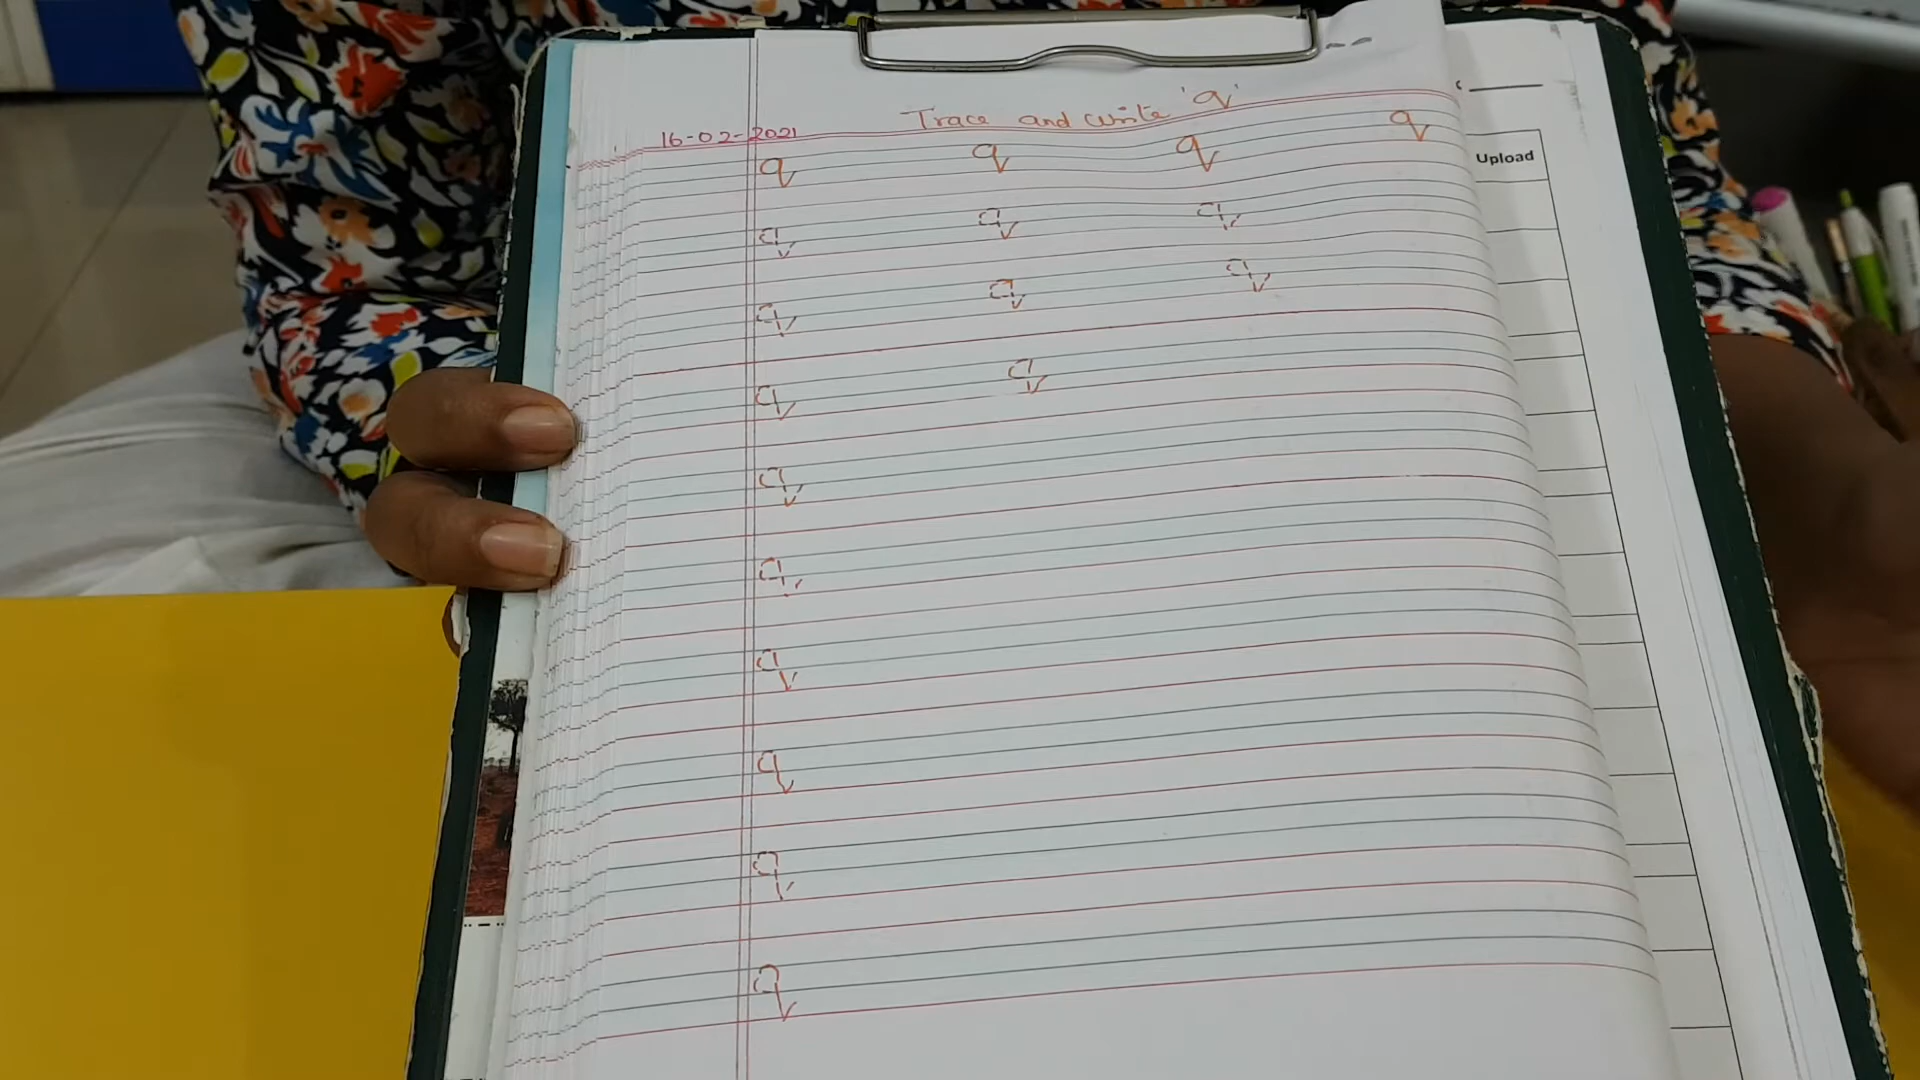 Trace and write 'q'
16-02-2021
q q q q
q q q
q q q
q q
q
q
q
q
q
q
Upload